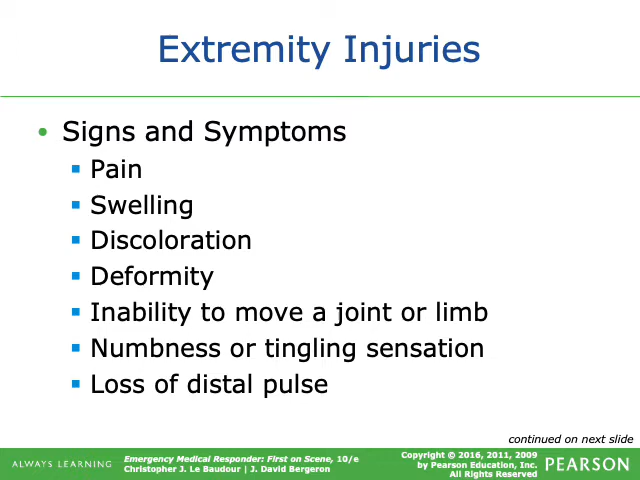 Extremity Injuries
• Signs and Symptoms
▪ Pain
▪ Swelling
▪ Discoloration
▪ Deformity
▪ Inability to move a joint or limb
▪ Numbness or tingling sensation
▪ Loss of distal pulse
continued on next slide
ALWAYS LEARNING
Emergency Medical Responder: First on Scene, 10/e
Christopher J. Le Baudour | J. David Bergeron
Copyright © 2016, 2011, 2009
by Pearson Education, Inc.
All Rights Reserved
PEARSON